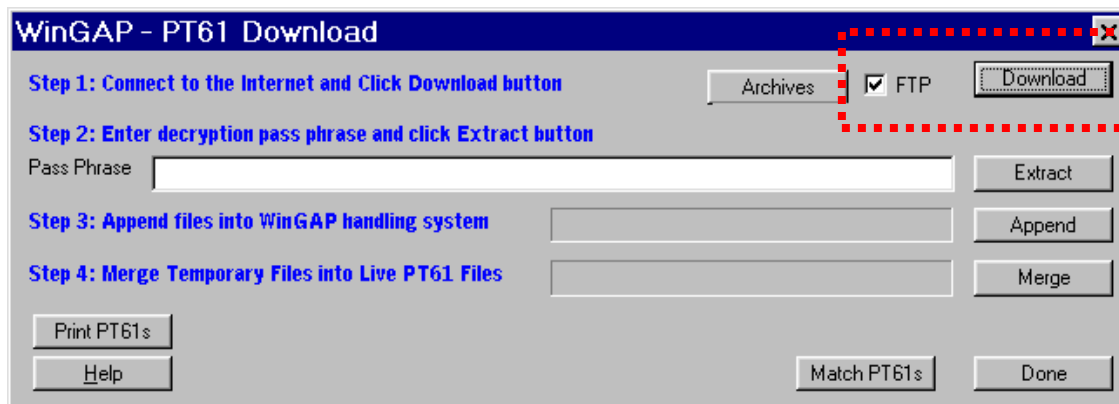 WinGAP - PT61 Download
Step 1: Connect to the Internet and Click Download button
Archives
FTP
Download
Step 2: Enter decryption pass phrase and click Extract button
Pass Phrase
Extract
Step 3: Append files into WinGAP handling system
Append
Step 4: Merge Temporary Files into Live PT61 Files
Merge
Print PT61s
Help
Match PT61s
Done